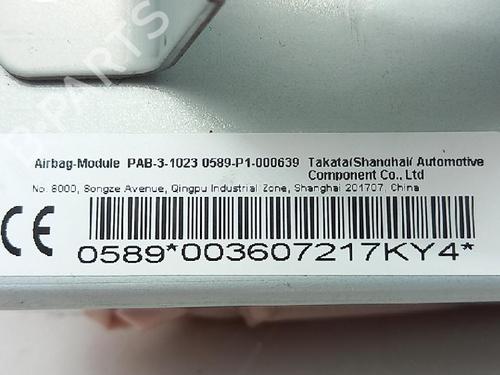 Airbag-Module PAB-3-1023 0589-P1-000639 Takata(Shanghai) Automotive
Component Co., Ltd
No. 8000, Songze Avenue, Qingpu Industrial Zone, Shanghai 201707, China
CE
0589*003607217KY4*